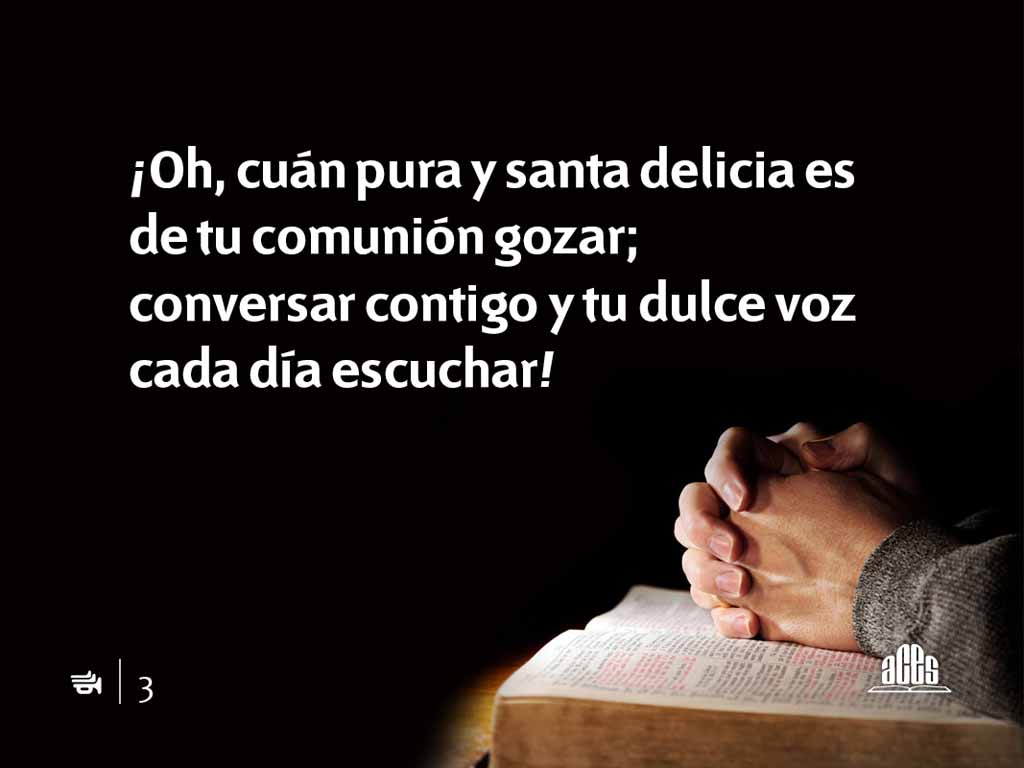 ¡Oh, cuán pura y santa delicia es
de tu comunión gozar;
conversar contigo y tu dulce voz
cada día escuchar!
3
aces